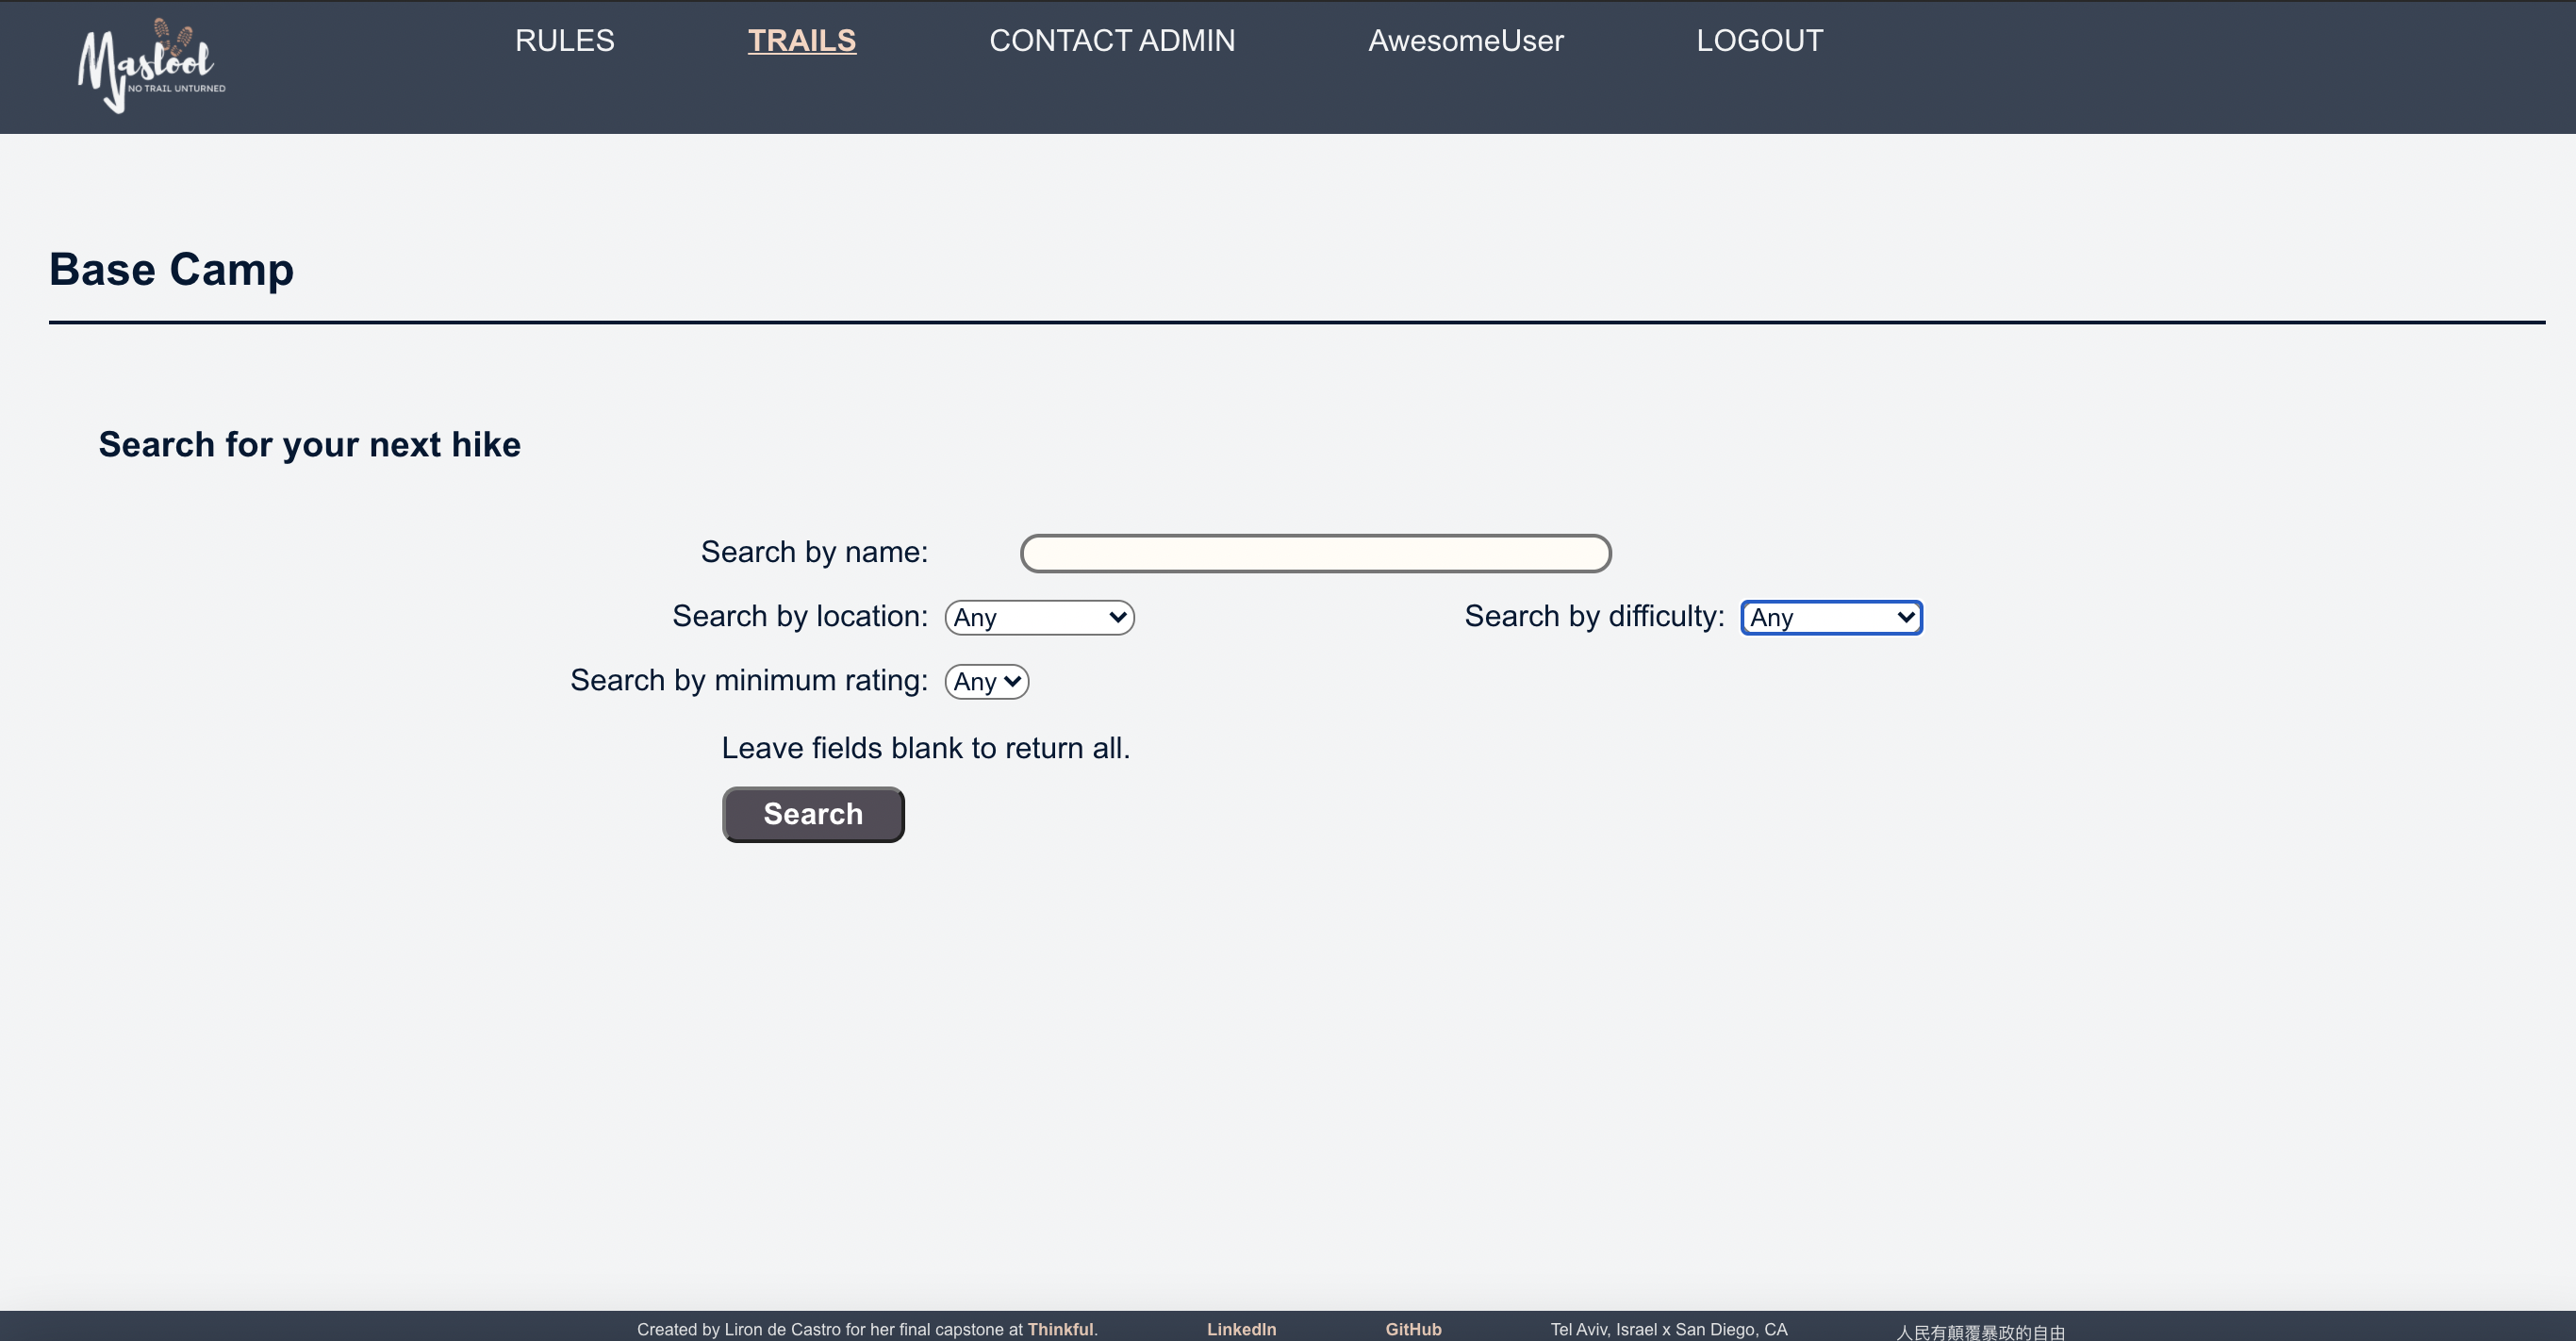 Maslool
NO TRAIL UNTURNED
RULES TRAILS CONTACT ADMIN AwesomeUser LOGOUT
Base Camp
Search for your next hike
Search by name:
Search by location: Any Search by difficulty: Any
Search by minimum rating: Any
Leave fields blank to return all.
Search
Created by Liron de Castro for her final capstone at Thinkful. LinkedIn GitHub Tel Aviv, Israel x San Diego, CA 人民有顛覆暴政的自由